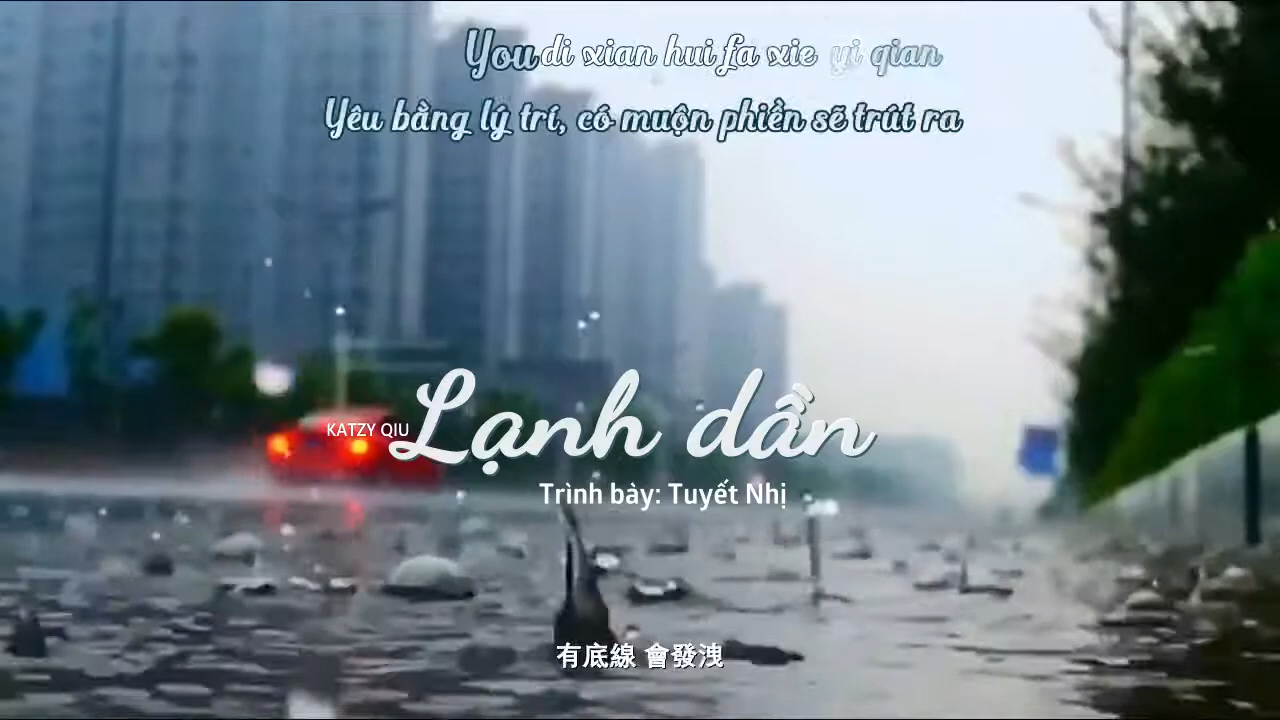 You di xian hui fa xie yi qian
Yêu bằng lý trí, có muộn phiền sẽ trút ra
KATZY QIU
Lạnh dần
Trình bày: Tuyết Nhị
有底線 會發洩